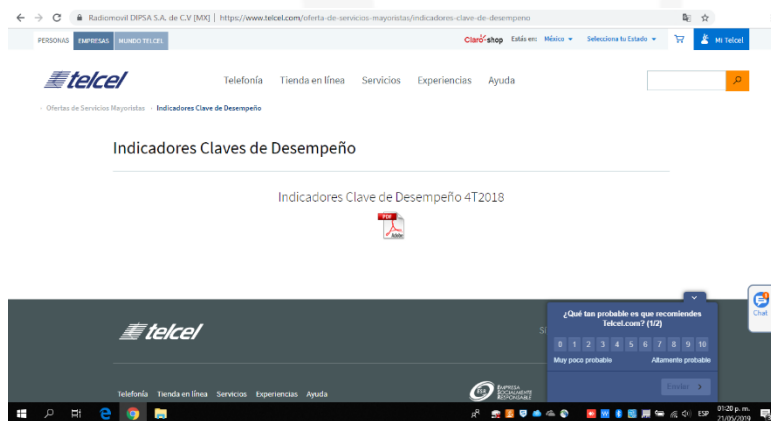 Radiomovil DIPSA S.A. de C.V [MX] | https://www.telcel.com/oferta-de-servicios-mayoristas/indicadores-clave-de-desempeno
PERSONAS EMPRESAS MUNDO TELCEL Claro-shop Estás en: México Selecciona tu Estado Mi Telcel
telcel Telefonía Tienda en línea Servicios Experiencias Ayuda
Ofertas de Servicios Mayoristas Indicadores Clave de Desempeño
Indicadores Claves de Desempeño
Indicadores Clave de Desempeño 4T2018
PDF
Adobe
¿Qué tan probable es que recomiendes
Telcel.com? (1/2)
Chat
telcel
0 1 2 3 4 5 6 7 8 9 10
Muy poco probable Altamente probable
Enviar
Telefonía Tienda en línea Servicios Experiencias Ayuda
ESR EMPRESA
SOCIALMENTE
RESPONSABLE
ESP
01:20 p. m.
21/05/2019